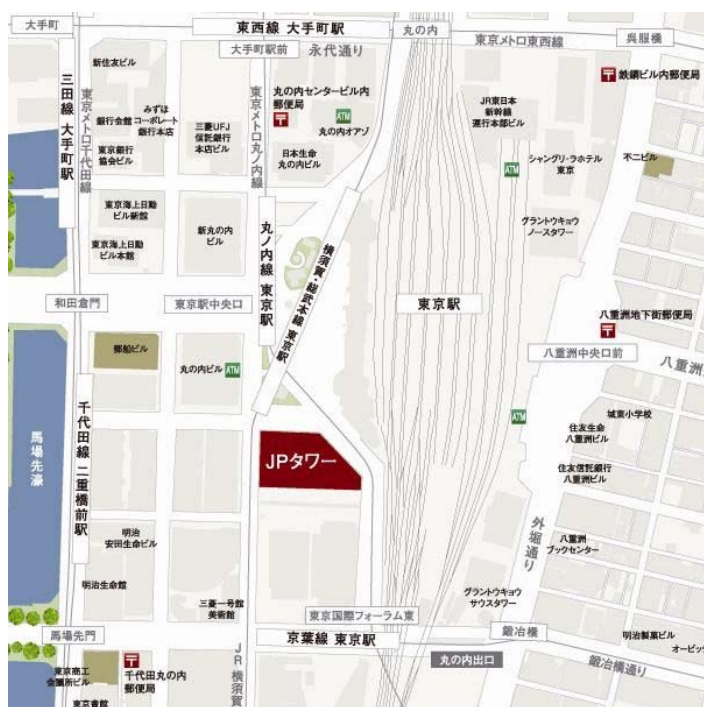 大手町
東西線 大手町駅
丸の内
大手町駅前
永代通り
東京メトロ東西線
呉服橋
新住友ビル
三田線 大手町駅
東京メトロ千代田線
みずほ
コーポレート
銀行本店
銀行会館
東京銀行
協会ビル
三菱UFJ
信託銀行
本店ビル
東京メトロ丸ノ内線
丸の内センタービル内
郵便局
ATM
丸の内オアゾ
日本生命
丸の内ビル
JR東日本
新幹線
運行本部ビル
鉄鋼ビル内郵便局
ATM
シャングリ・ラホテル
東京
不二ビル
東京海上日動
ビル新館
東京海上日動
ビル本館
新丸の内
ビル
丸ノ内線 東京駅
横須賀・総武本線 東京駅
グラントウキョウ
ノースタワー
和田倉門
東京駅中央口
東京駅
八重洲地下街郵便局
八重洲中央口前
八重洲
郵船ビル
丸の内ビル
ATM
馬場先濠
千代田線 二重橋前駅
JPタワー
ATM
城東小学校
住友生命
八重洲ビル
住友信託銀行
八重洲ビル
外堀通り
八重洲
ブックセンター
明治
安田生命ビル
明治生命館
三菱一号館
美術館
グラントウキョウ
サウスタワー
東京国際フォーラム東
馬場先門
京葉線 東京駅
鍛冶橋
明治製菓ビル
丸の内出口
鍛冶橋通り
オービック
東京商工
会議所ビル
千代田丸の内
郵便局
JR 横須賀
東京會館